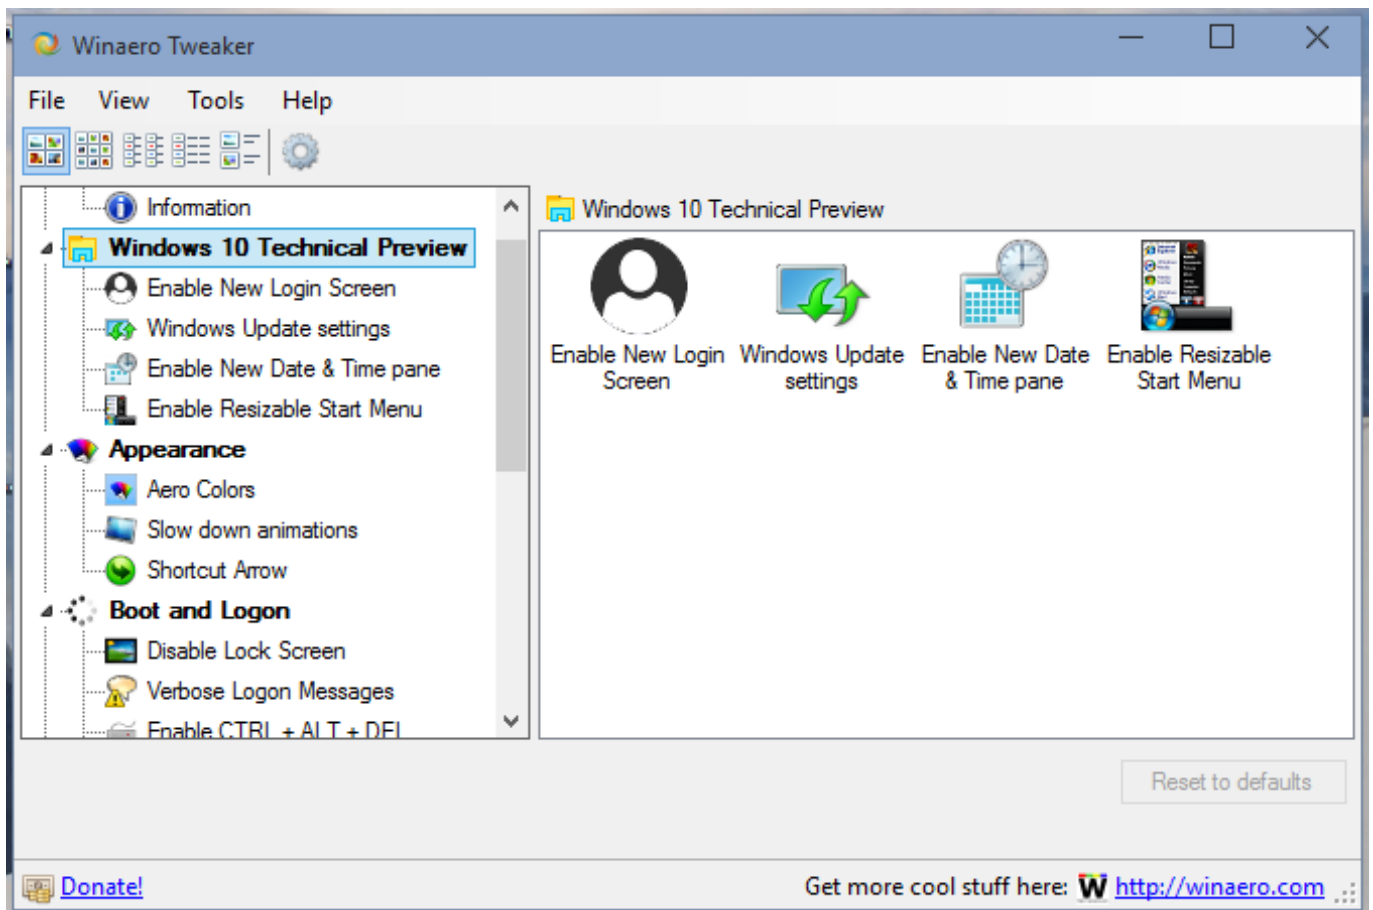 Winaero Tweaker
File View Tools Help
Information
Windows 10 Technical Preview
Enable New Login Screen
Windows Update settings
Enable New Date & Time pane
Enable Resizable Start Menu
Appearance
Aero Colors
Slow down animations
Shortcut Arrow
Boot and Logon
Disable Lock Screen
Verbose Logon Messages
Enable CTRL + ALT + DEL
Windows 10 Technical Preview
Enable New Login
Screen
Windows Update
settings
Enable New Date
& Time pane
Enable Resizable
Start Menu
Reset to defaults
Donate!
Get more cool stuff here: W http://winaero.com